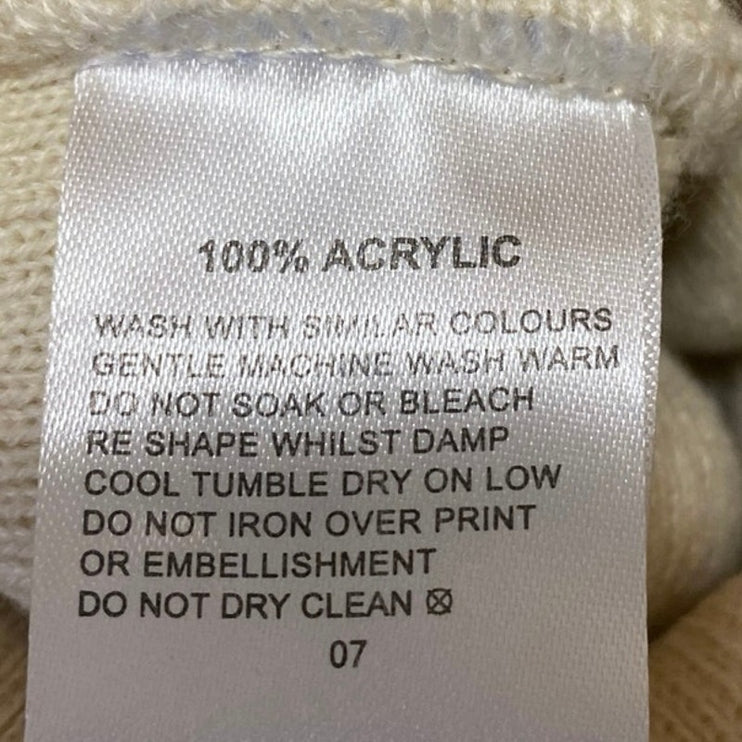 100% ACRYLIC
WASH WITH SIMILAR COLOURS
GENTLE MACHINE WASH WARM
DO NOT SOAK OR BLEACH
RE SHAPE WHILST DAMP
COOL TUMBLE DRY ON LOW
DO NOT IRON OVER PRINT
OR EMBELLISHMENT
DO NOT DRY CLEAN
07